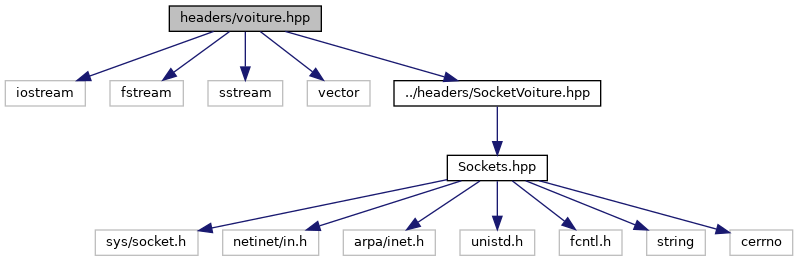 headers/voiture.hpp
iostream
fstream
sstream
vector
../headers/SocketVoiture.hpp
Sockets.hpp
sys/socket.h
netinet/in.h
arpa/inet.h
unistd.h
fcntl.h
string
cerrno